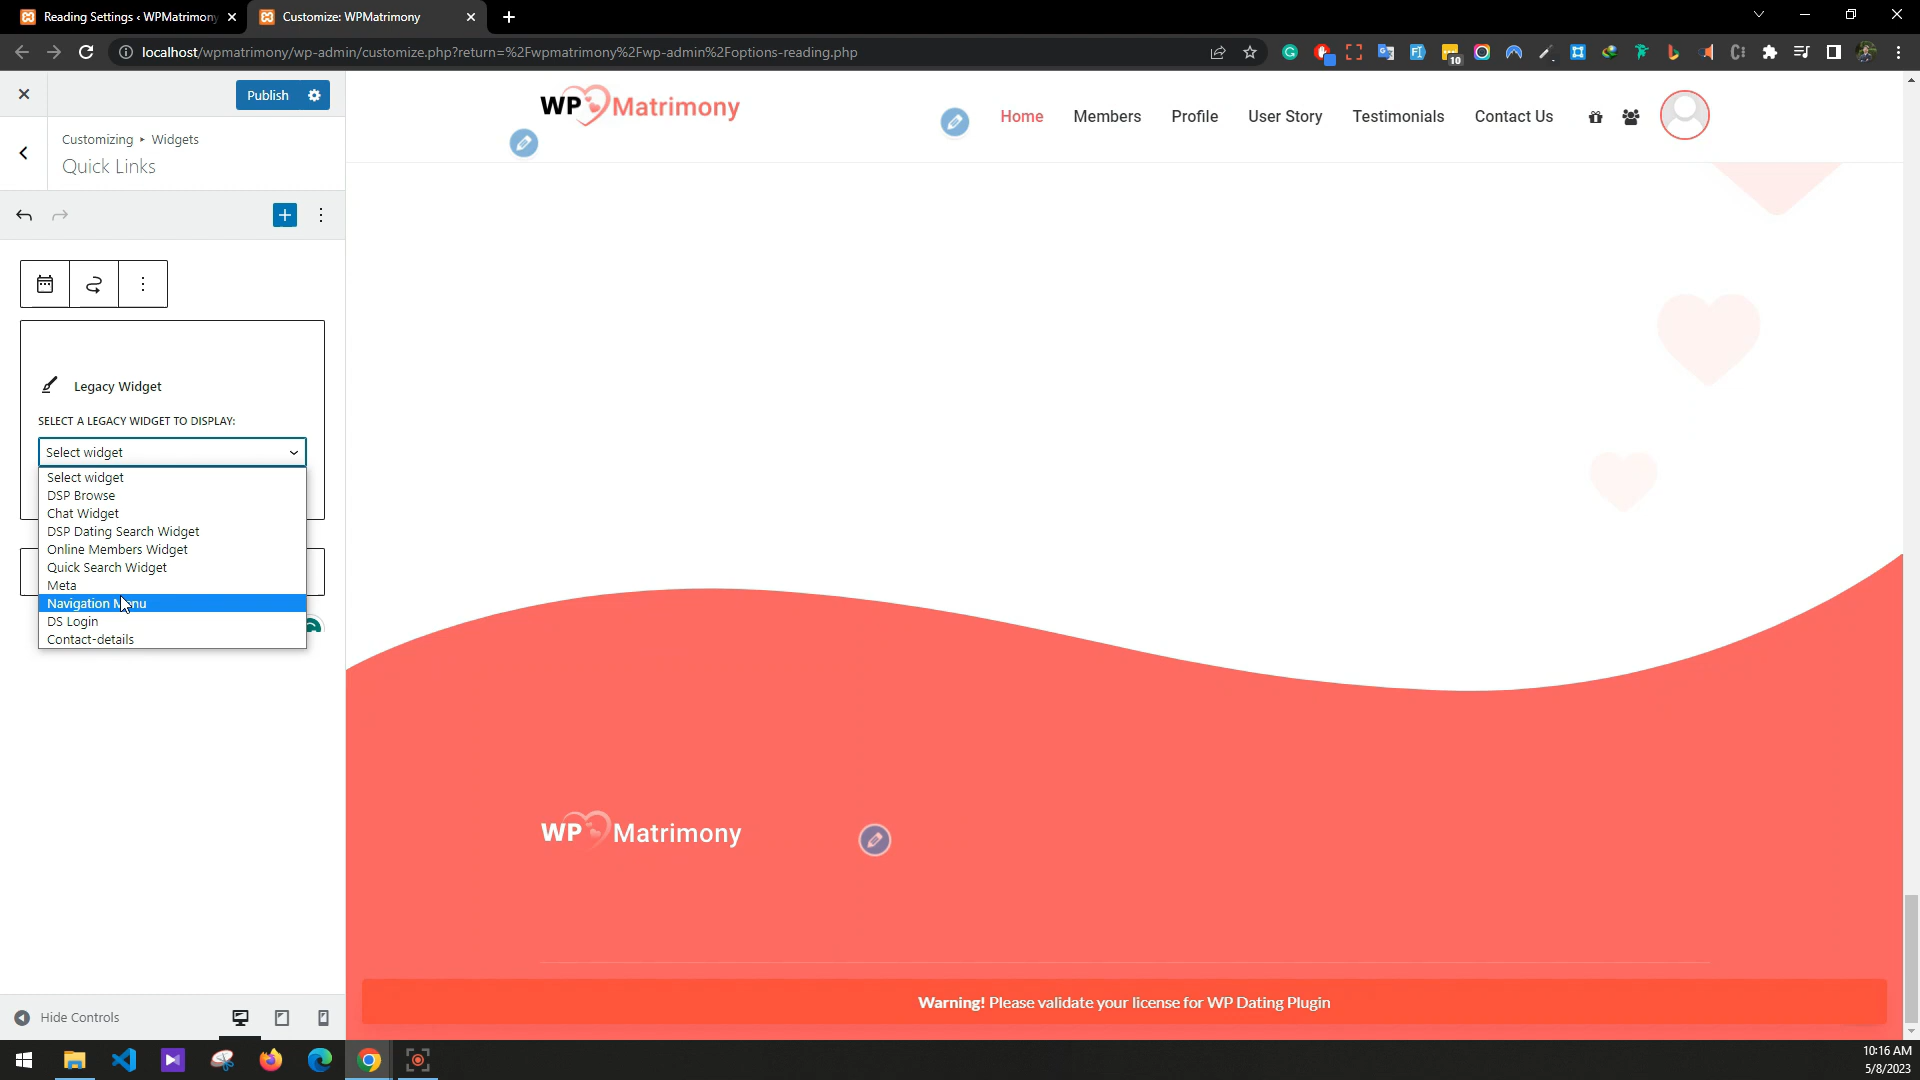 Reading Settings ‹ WPMatrimony
Customize: WPMatrimony
localhost/wpmatrimony/wp-admin/customize.php?return=%2Fwpmatrimony%2Fwp-admin%2Foptions-reading.php
10
Publish
Customizing ▸ Widgets
Quick Links
WP Matrimony
Home
Members
Profile
User Story
Testimonials
Contact Us
Legacy Widget
SELECT A LEGACY WIDGET TO DISPLAY:
Select widget
Select widget
DSP Browse
Chat Widget
DSP Dating Search Widget
Online Members Widget
Quick Search Widget
Meta
Navigation Menu
DS Login
Contact-details
WP Matrimony
Warning! Please validate your license for WP Dating Plugin
Hide Controls
10:16 AM
5/8/2023